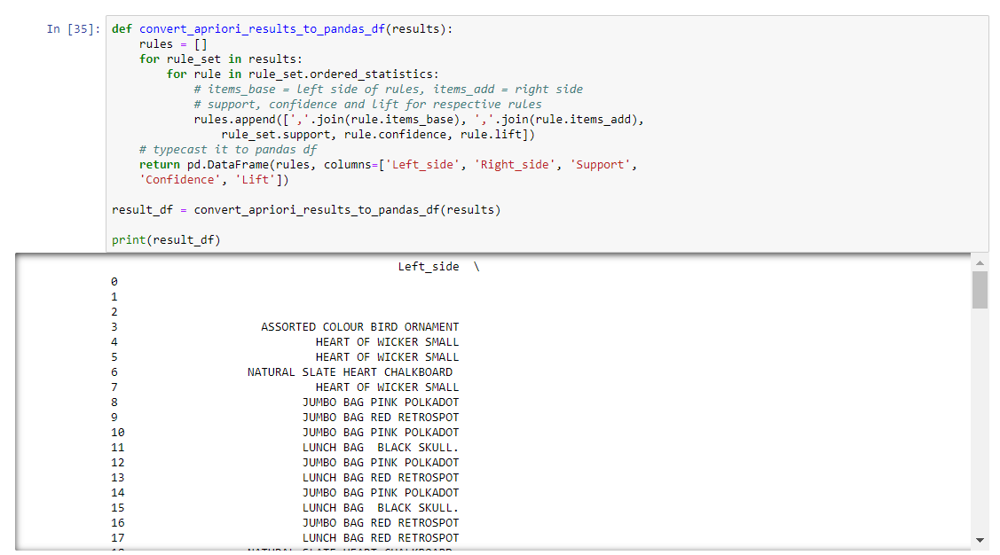 In [35]: def convert_apriori_results_to_pandas_df(results):
    rules = []
    for rule_set in results:
        for rule in rule_set.ordered_statistics:
            # items_base = left side of rules, items_add = right side
            # support, confidence and lift for respective rules
            rules.append([','.join(rule.items_base), ','.join(rule.items_add),
                rule_set.support, rule.confidence, rule.lift])
    # typecast it to pandas df
    return pd.DataFrame(rules, columns=['Left_side', 'Right_side', 'Support',
    'Confidence', 'Lift'])
result_df = convert_apriori_results_to_pandas_df(results)
print(result_df)
Left_side \
0
1
2
3 ASSORTED COLOUR BIRD ORNAMENT
4 HEART OF WICKER SMALL
5 HEART OF WICKER SMALL
6 NATURAL SLATE HEART CHALKBOARD
7 HEART OF WICKER SMALL
8 JUMBO BAG PINK POLKADOT
9 JUMBO BAG RED RETROSPOT
10 JUMBO BAG PINK POLKADOT
11 LUNCH BAG  BLACK SKULL.
12 JUMBO BAG PINK POLKADOT
13 LUNCH BAG RED RETROSPOT
14 JUMBO BAG PINK POLKADOT
15 LUNCH BAG  BLACK SKULL.
16 JUMBO BAG RED RETROSPOT
17 LUNCH BAG RED RETROSPOT